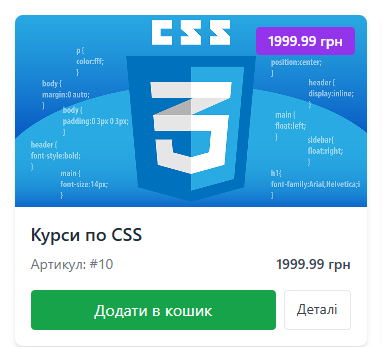 CSS
1999.99 грн
p {
color:fff;
}
position:center;
}
body {
margin:0 auto;
}
header {
display:inline;
}
body {
padding:0 3px 0 3px;
}
main {
float:left;
}
header {
font-style:bold;
}
sidebar{
float:right;
}
main {
font-size:14px;
}
h1{
font-family:Arial,Helvetica;
Курси по CSS
Артикул: #10
1999.99 грн
Додати в кошик
Деталі